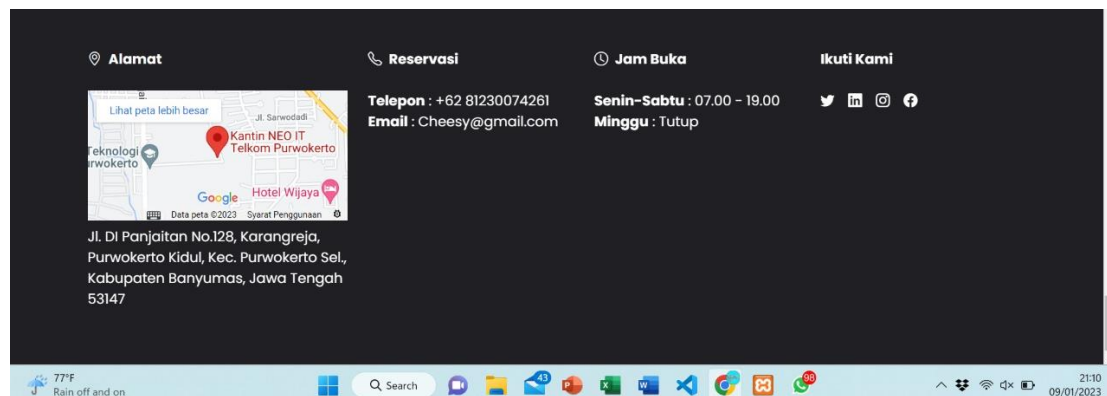 Alamat
Lihat peta lebih besar
Jl. Sarwodadi
Kantin NEO IT
Telkom Purwokerto
Teknologi
urwokerto
Google
Hotel Wijaya
Data peta ©2023 Syarat Penggunaan
Jl. DI Panjaitan No.128, Karangreja,
Purwokerto Kidul, Kec. Purwokerto Sel.,
Kabupaten Banyumas, Jawa Tengah
53147
Reservasi
Telepon : +62 81230074261
Email : Cheesy@gmail.com
Jam Buka
Senin-Sabtu : 07.00 - 19.00
Minggu : Tutup
Ikuti Kami
77°F
Rain off and on
Search
43
98
21:10
09/01/2023